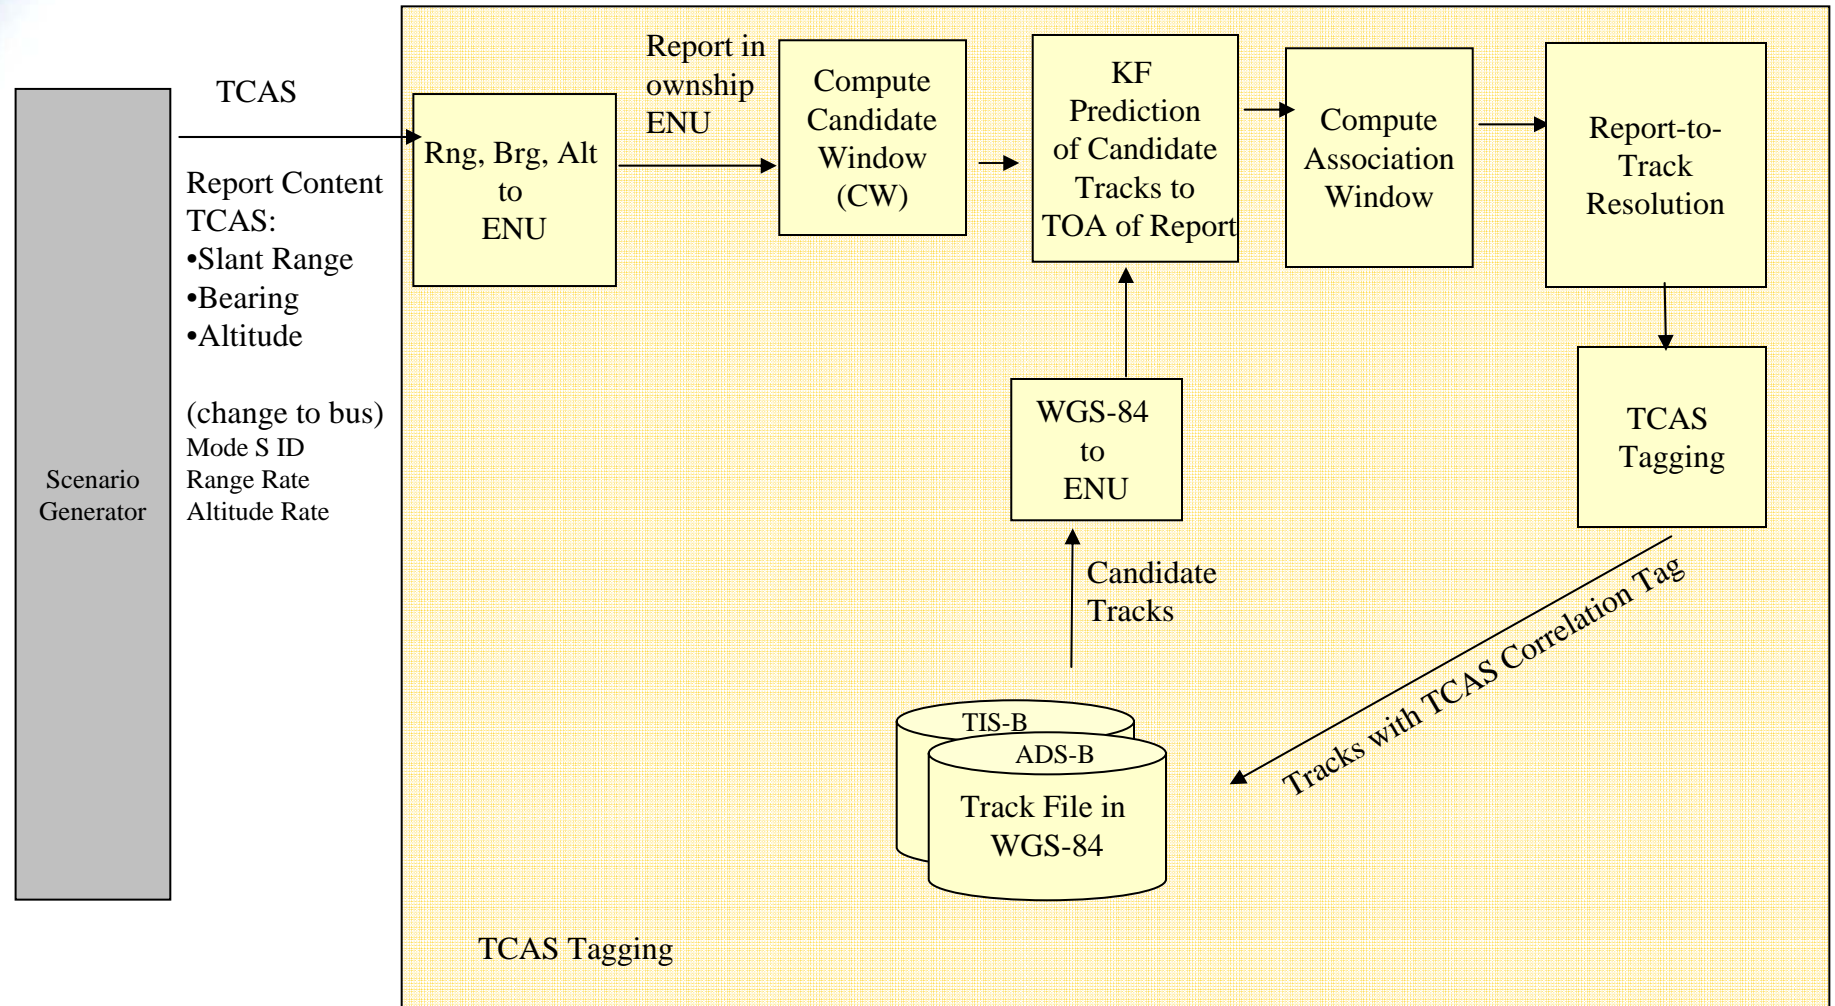 Scenario
Generator
TCAS
Report Content
TCAS:
•Slant Range
•Bearing
•Altitude
(change to bus)
Mode S ID
Range Rate
Altitude Rate
Rng, Brg, Alt
to
ENU
Report in
ownship
ENU
Compute
Candidate
Window
(CW)
KF
Prediction
of Candidate
Tracks to
TOA of Report
Compute
Association
Window
Report-to-
Track
Resolution
TCAS
Tagging
WGS-84
to
ENU
Candidate
Tracks
Tracks with TCAS Correlation Tag
TIS-B
ADS-B
Track File in
WGS-84
TCAS Tagging